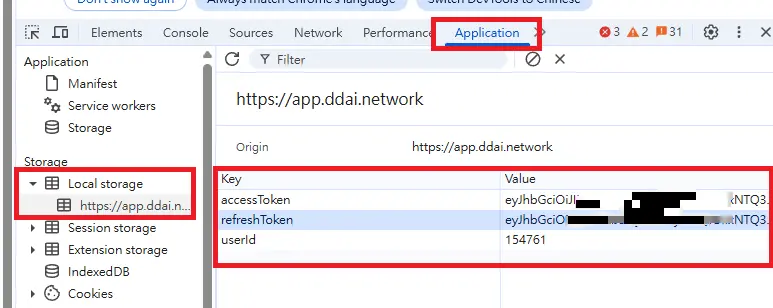 Don't show again Always match Chrome's language Switch DevTools to Chinese
Elements Console Sources Network Performance Application 3 2 31
Application
Manifest
Service workers
Storage
Storage
Local storage
https://app.ddai.n...
Session storage
Extension storage
IndexedDB
Cookies
Filter
https://app.ddai.network
Origin https://app.ddai.network
Key Value
accessToken eyJhbGciOiJI NTQ3.
refreshToken eyJhbGciO NTQ3.
userId 154761